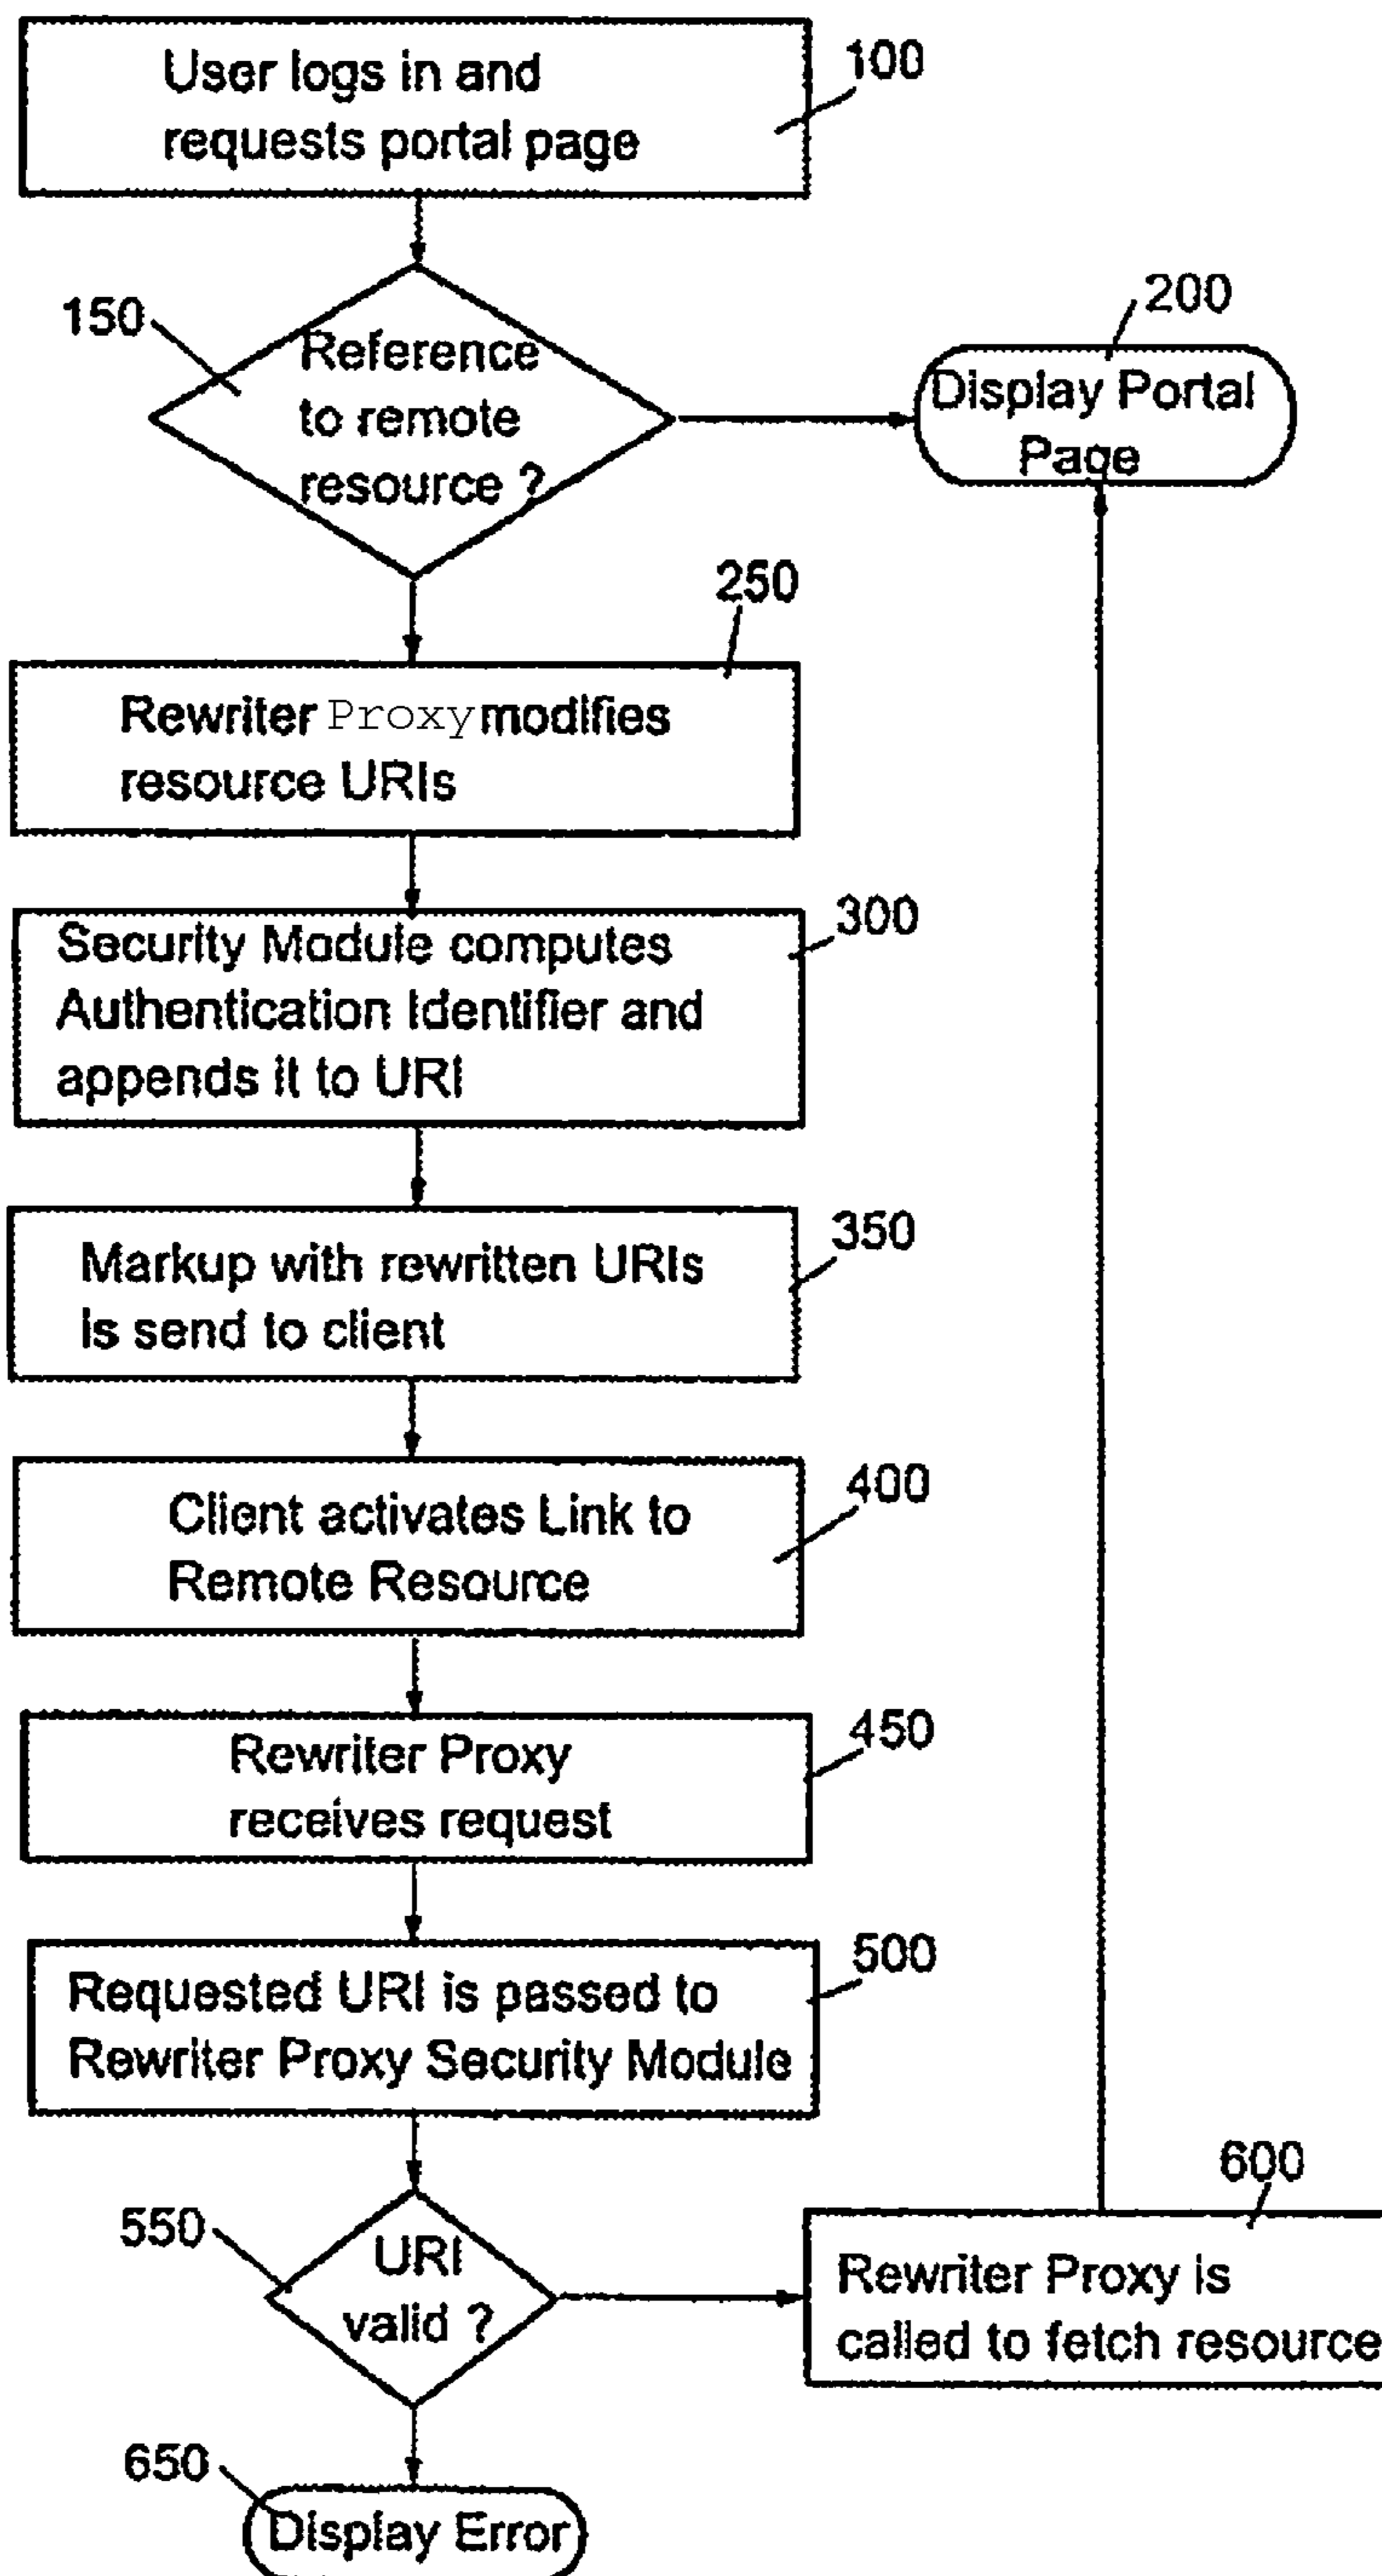 User logs in and
requests portal page
100
150
Reference
to remote
resource ?
200
Display Portal
Page
250
Rewriter Proxy modifies
resource URIs
300
Security Module computes
Authentication Identifier and
appends it to URI
350
Markup with rewritten URIs
is send to client
400
Client activates Link to
Remote Resource
450
Rewriter Proxy
receives request
500
Requested URI is passed to
Rewriter Proxy Security Module
550
URI
valid ?
600
Rewriter Proxy is
called to fetch resource
650
Display Error